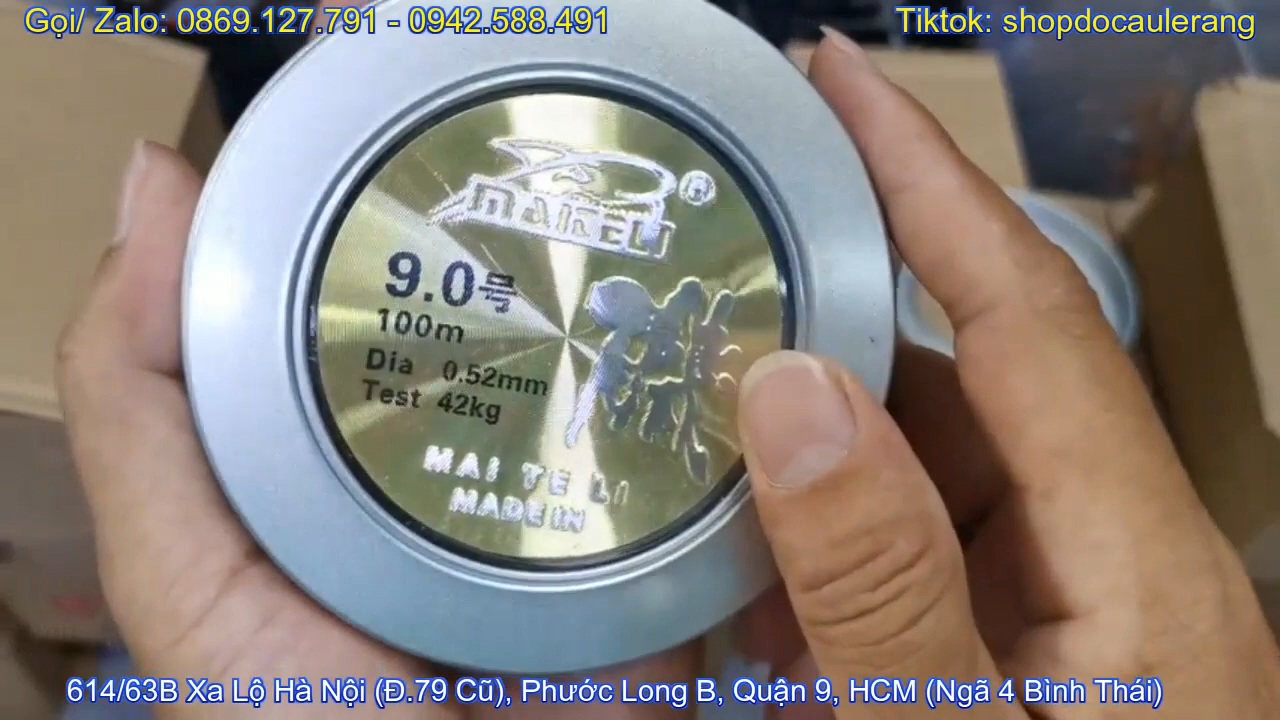 Gọi/ Zalo: 0869.127.791 - 0942.588.491
Tiktok: shopdocaulerang
MAITELI ®
9.0号
100m
Dia 0.52mm
Test 42kg
MAI TE LI
MADE IN
614/63B Xa Lộ Hà Nội (Đ.79 Cũ), Phước Long B, Quận 9, HCM (Ngã 4 Bình Thái)